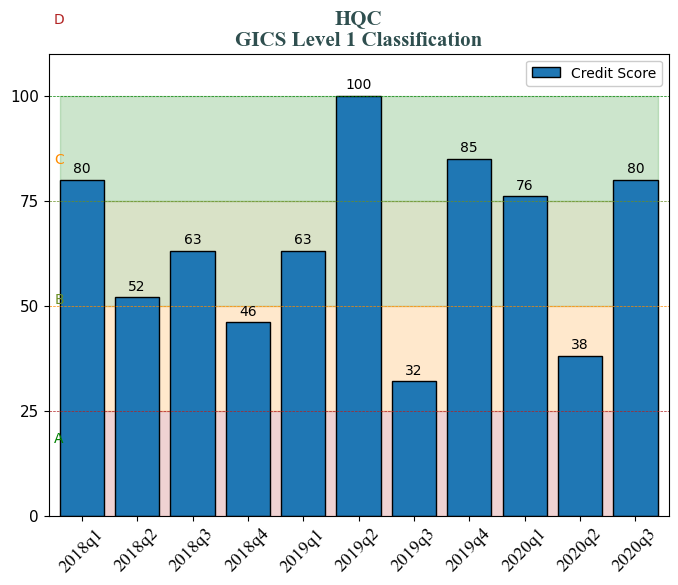 D
HQC
GICS Level 1 Classification
Credit Score
100
75
50
25
0
C
B
A
80
52
63
46
63
100
32
85
76
38
80
2018q1
2018q2
2018q3
2018q4
2019q1
2019q2
2019q3
2019q4
2020q1
2020q2
2020q3